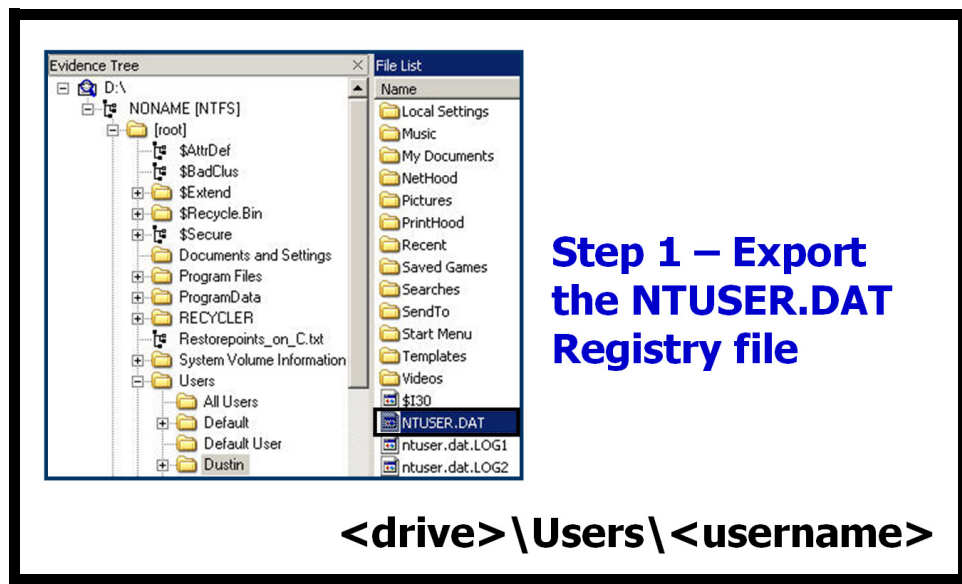 Evidence Tree
D:\
NONAME [NTFS]
[root]
$AttrDef
$BadClus
$Extend
$Recycle.Bin
$Secure
Documents and Settings
Program Files
ProgramData
RECYCLER
Restorepoints_on_C.txt
System Volume Information
Users
All Users
Default
Default User
Dustin
File List
Name
Local Settings
Music
My Documents
NetHood
Pictures
PrintHood
Recent
Saved Games
Searches
SendTo
Start Menu
Templates
Videos
$I30
NTUSER.DAT
ntuser.dat.LOG1
ntuser.dat.LOG2
Step 1 – Export
the NTUSER.DAT
Registry file
<drive>\Users\<username>